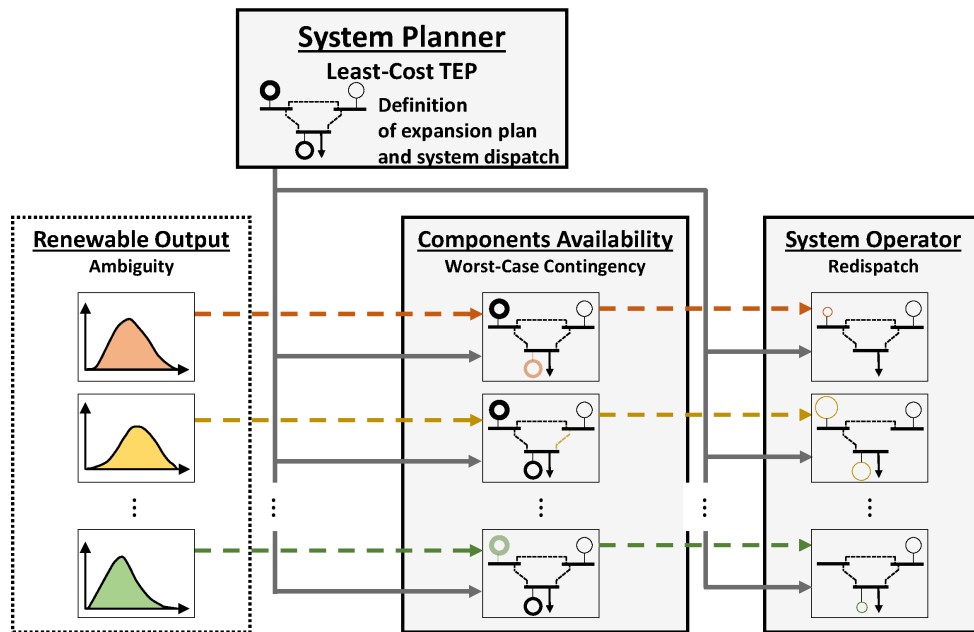 System Planner
Least-Cost TEP
Definition
of expansion plan
and system dispatch
Renewable Output
Ambiguity
Components Availability
Worst-Case Contingency
System Operator
Redispatch